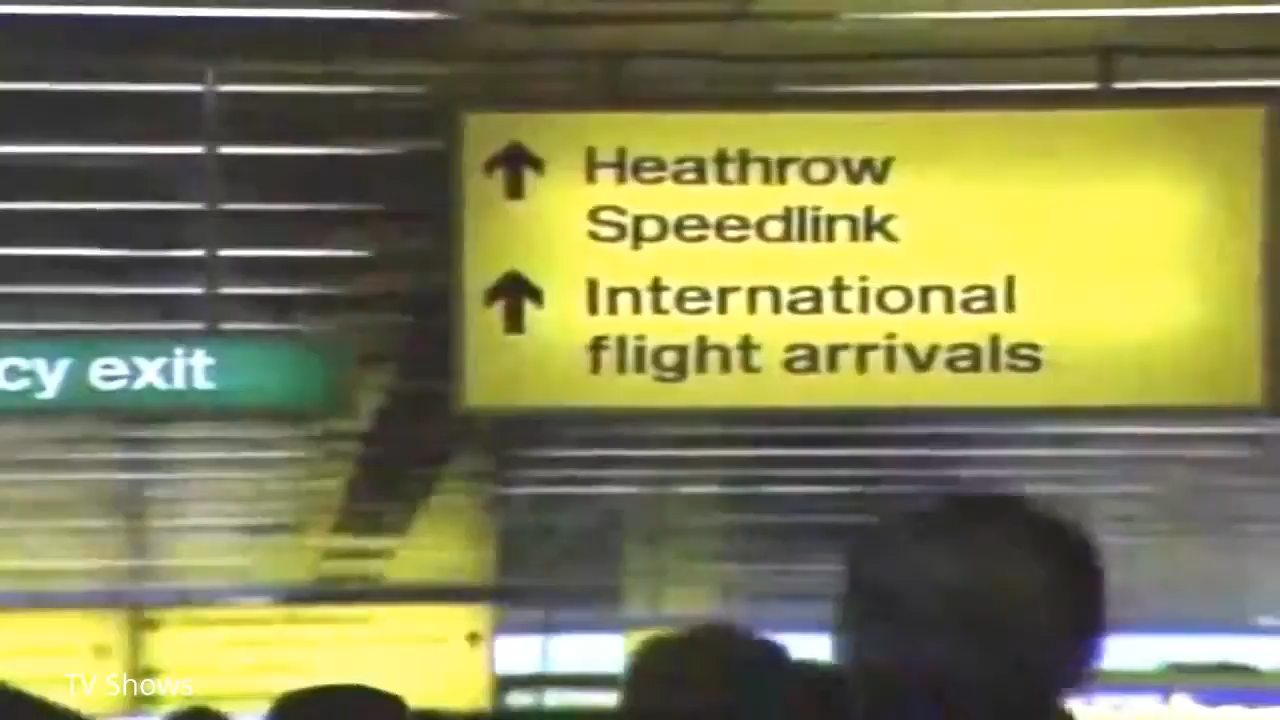 Heathrow
Speedlink
International
flight arrivals
cy exit
TV Shows